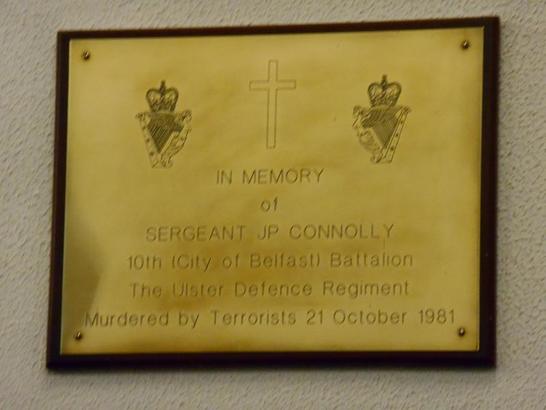 IN MEMORY
of
SERGEANT JP CONNOLLY
10th (City of Belfast) Battalion
The Ulster Defence Regiment
Murdered by Terrorists 21 October 1981